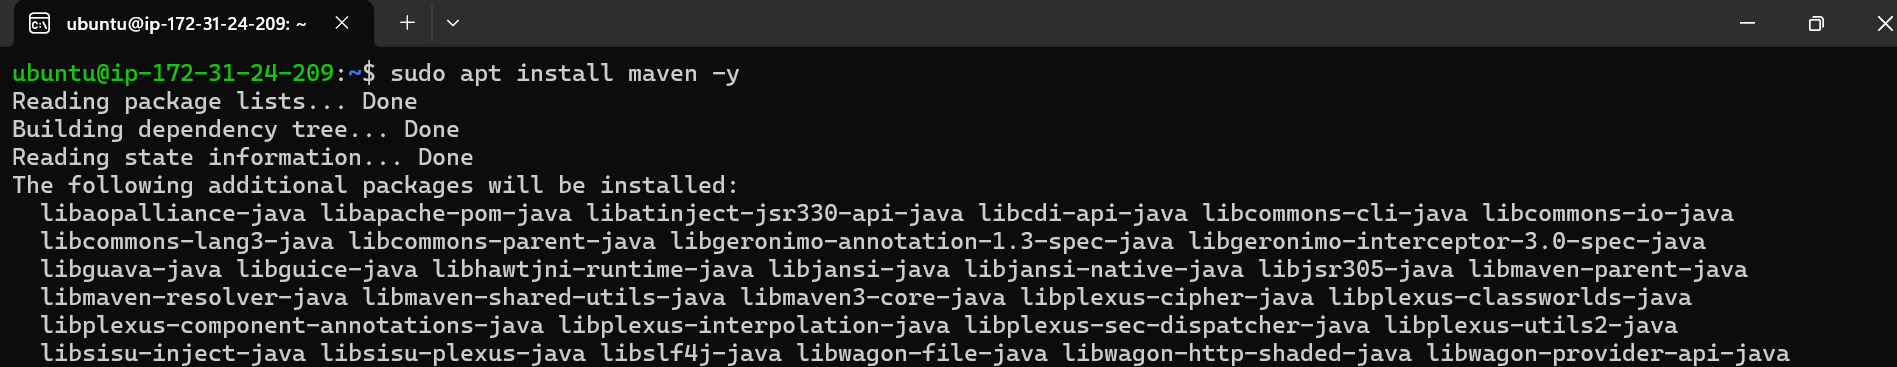 ubuntu@ip-172-31-24-209: ~
ubuntu@ip-172-31-24-209:~$ sudo apt install maven -y
Reading package lists... Done
Building dependency tree... Done
Reading state information... Done
The following additional packages will be installed:
  libaopalliance-java libapache-pom-java libatinject-jsr330-api-java libcdi-api-java libcommons-cli-java libcommons-io-java
  libcommons-lang3-java libcommons-parent-java libgeronimo-annotation-1.3-spec-java libgeronimo-interceptor-3.0-spec-java
  libguava-java libguice-java libhawtjni-runtime-java libjansi-java libjansi-native-java libjsr305-java libmaven-parent-java
  libmaven-resolver-java libmaven-shared-utils-java libmaven3-core-java libplexus-cipher-java libplexus-classworlds-java
  libplexus-component-annotations-java libplexus-interpolation-java libplexus-sec-dispatcher-java libplexus-utils2-java
  libsisu-inject-java libsisu-plexus-java libslf4j-java libwagon-file-java libwagon-http-shaded-java libwagon-provider-api-java